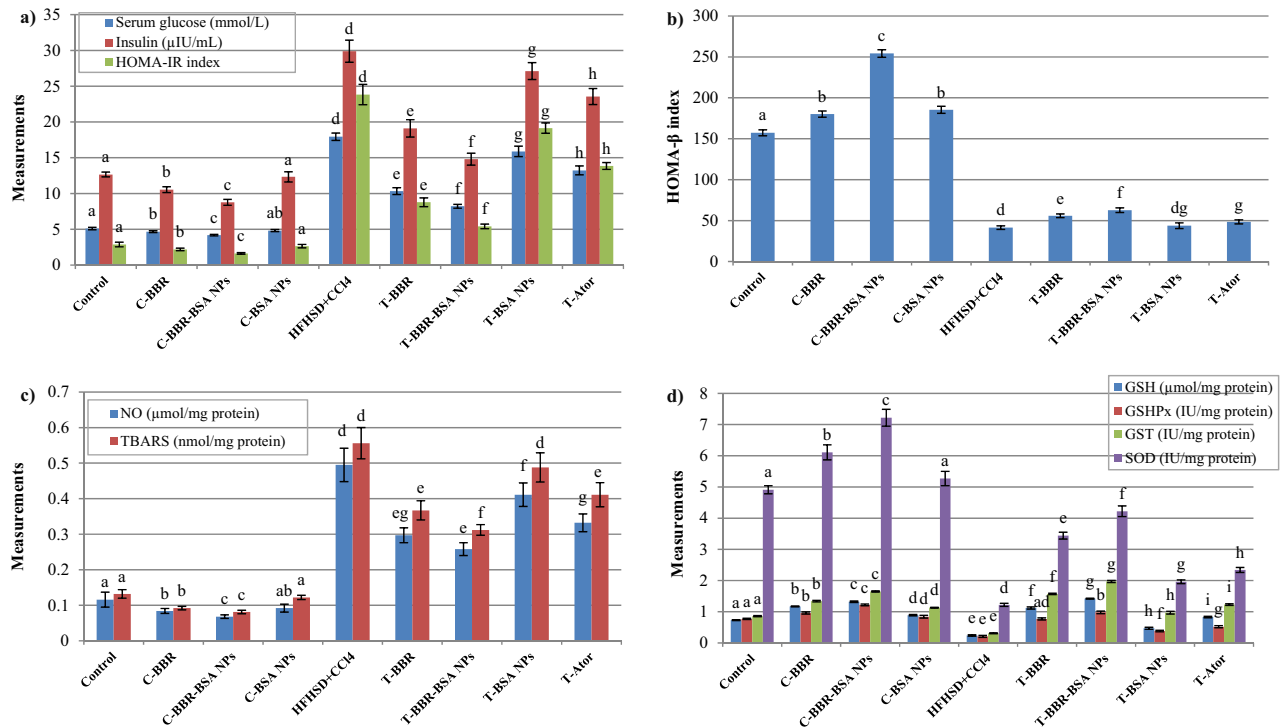 a)
Serum glucose (mmol/L)
Insulin (µIU/mL)
HOMA-IR index
Measurements
35
30
25
20
15
10
5
0
a a a
b b b
c c c
ab a a
d d d
e e e
f f f
g g g
h h h
Control
C-BBR
C-BBR-BSA NPs
C-BSA NPs
HFHSD+CCl4
T-BBR
T-BBR-BSA NPs
T-BSA NPs
T-Ator
b)
HOMA-β index
300
250
200
150
100
50
0
a b c b d e f dg g
Control
C-BBR
C-BBR-BSA NPs
C-BSA NPs
HFHSD+CCl4
T-BBR
T-BBR-BSA NPs
T-BSA NPs
T-Ator
c)
NO (µmol/mg protein)
TBARS (nmol/mg protein)
Measurements
0.7
0.6
0.5
0.4
0.3
0.2
0.1
0
a a
b b
c c
ab a
d d
eg e
e f
f d
g e
Control
C-BBR
C-BBR-BSA NPs
C-BSA NPs
HFHSD+CCl4
T-BBR
T-BBR-BSA NPs
T-BSA NPs
T-Ator
d)
GSH (µmol/mg protein)
GSHPx (IU/mg protein)
GST (IU/mg protein)
SOD (IU/mg protein)
Measurements
8
7
6
5
4
3
2
1
0
a a a a
b b b b
c c c c
d d d a
e e e d
f ad f e
g b g f
h f h a
i g i h
Control
C-BBR
C-BBR-BSA NPs
C-BSA NPs
HFHSD+CCl4
T-BBR
T-BBR-BSA NPs
T-BSA NPs
T-Ator